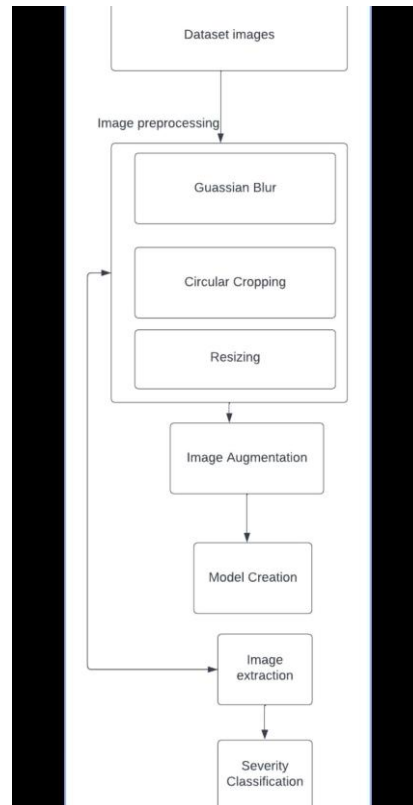 Dataset images
Image preprocessing
Guassian Blur
Circular Cropping
Resizing
Image Augmentation
Model Creation
Image
extraction
Severity
Classification